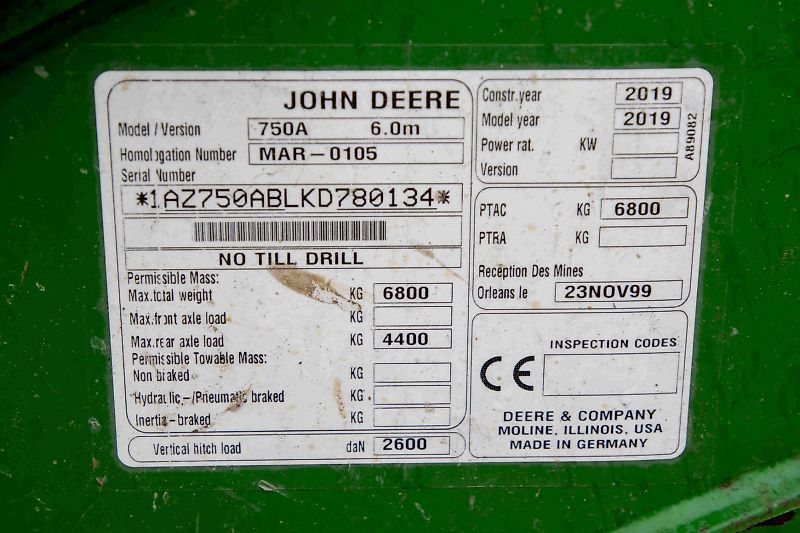 JOHN DEERE
Model / Version 750A 6.0m
Homologation Number MAR-0105
Serial Number
*1AZ750ABLKD780134*
NO TILL DRILL
Permissible Mass:
Max.total weight KG 6800
Max.front axle load KG
Max.rear axle load KG 4400
Permissible Towable Mass:
Non braked KG
Hydraulic-/Pneumatic braked KG
Inertia-braked KG
Vertical hitch load daN 2600
Constr.year 2019
Model year 2019
Power rat. KW
Version
A89082
PTAC KG 6800
PTRA KG
Reception Des Mines
Orleans le 23NOV99
INSPECTION CODES
CE
DEERE & COMPANY
MOLINE, ILLINOIS, USA
MADE IN GERMANY